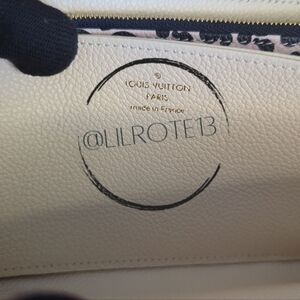 ®
LOUIS VUITTON
PARIS
made in France
@LILROTE13